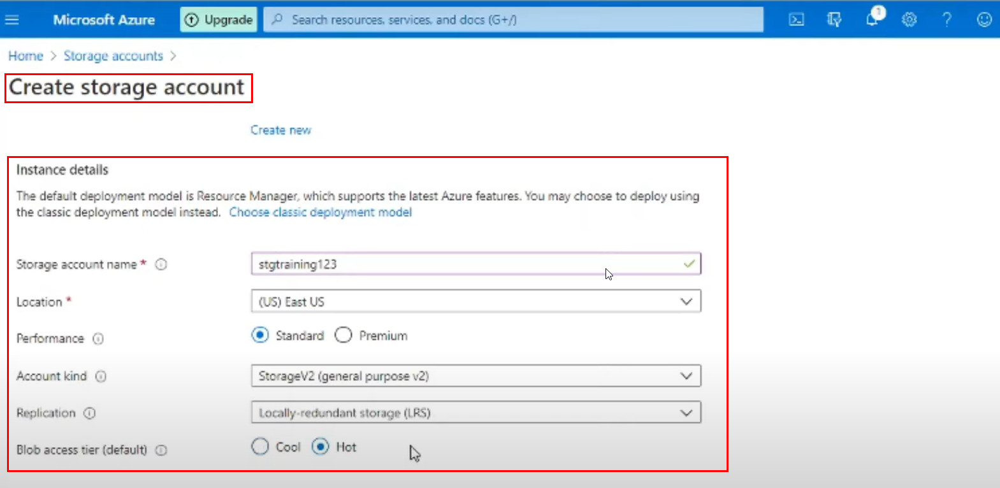 Microsoft Azure
Upgrade
Search resources, services, and docs (G+/)
1
Home > Storage accounts >
Create storage account
Create new
Instance details
The default deployment model is Resource Manager, which supports the latest Azure features. You may choose to deploy using
the classic deployment model instead. Choose classic deployment model
Storage account name *
stgtraining123
Location *
(US) East US
Performance
Standard
Premium
Account kind
StorageV2 (general purpose v2)
Replication
Locally-redundant storage (LRS)
Blob access tier (default)
Cool
Hot